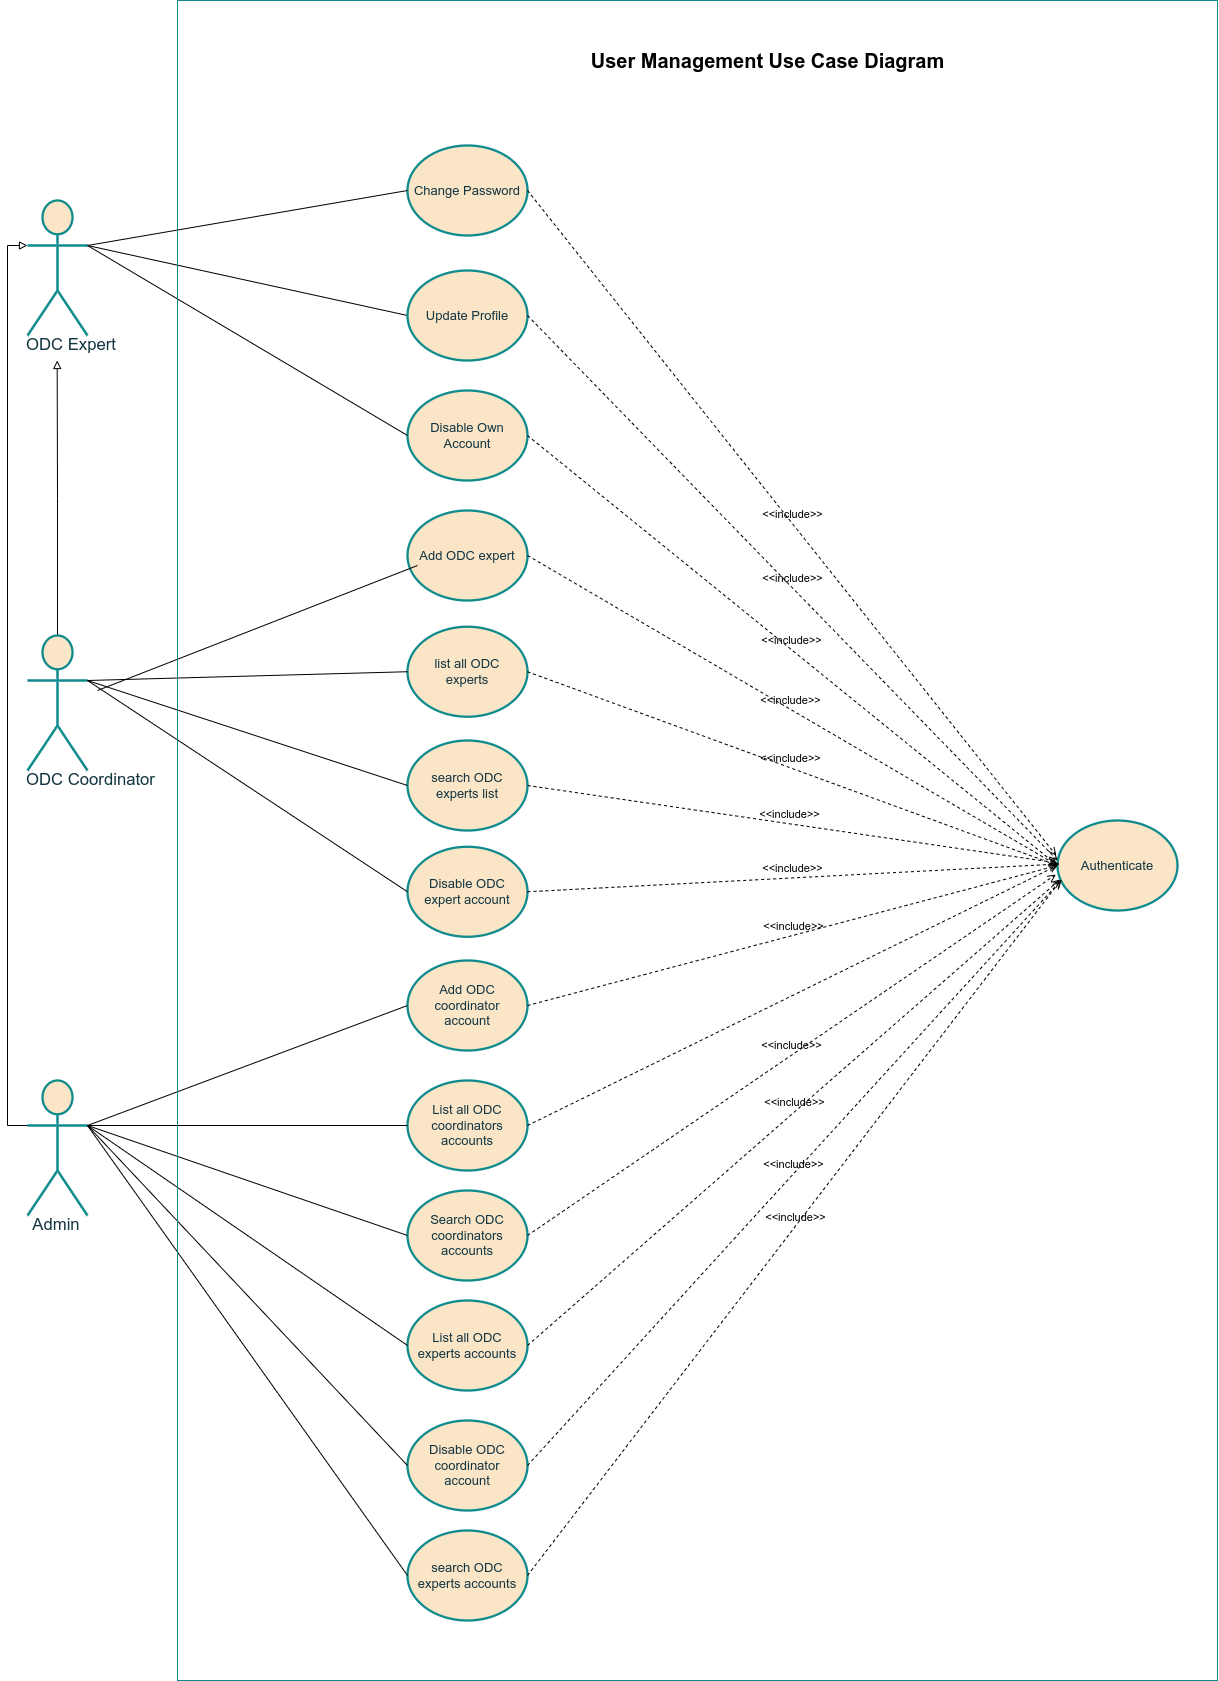 User Management Use Case Diagram
Change Password
ODC Expert
Update Profile
Disable Own
Account
<<include>>
Add ODC expert
<<include>>
<<include>>
list all ODC
experts
<<include>>
ODC Coordinator
search ODC
experts list
<<include>>
<<include>>
Disable ODC
expert account
<<include>>
Authenticate
<<include>>
Add ODC
coordinator
account
<<include>>
List all ODC
coordinators
accounts
<<include>>
Admin
Search ODC
coordinators
accounts
<<include>>
<<include>>
List all ODC
experts accounts
Disable ODC
coordinator
account
search ODC
experts accounts